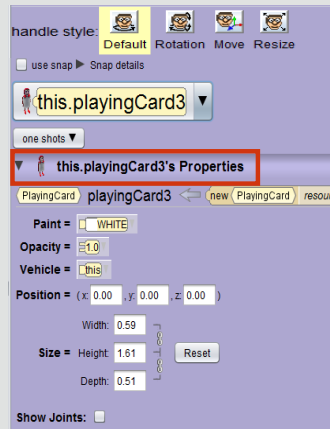 handle style:
Default Rotation Move Resize
use snap Snap details
this.playingCard3
one shots
this.playingCard3's Properties
PlayingCard playingCard3 new PlayingCard resou
Paint = WHITE
Opacity = 1.0
Vehicle = this
Position = ( x: 0.00 , y: 0.00 , z: 0.00 )
Width: 0.59
Size = Height: 1.61 Reset
Depth: 0.51
Show Joints: